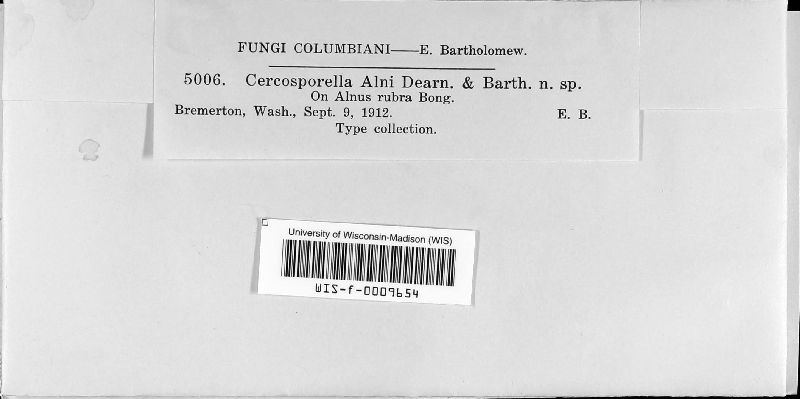 FUNGI COLUMBIANI—E. Bartholomew.
5006. Cercosporella Alni Dearn. & Barth. n. sp.
On Alnus rubra Bong.
Bremerton, Wash., Sept. 9, 1912. E. B.
Type collection.
University of Wisconsin-Madison (WIS)
WIS-f-0009654